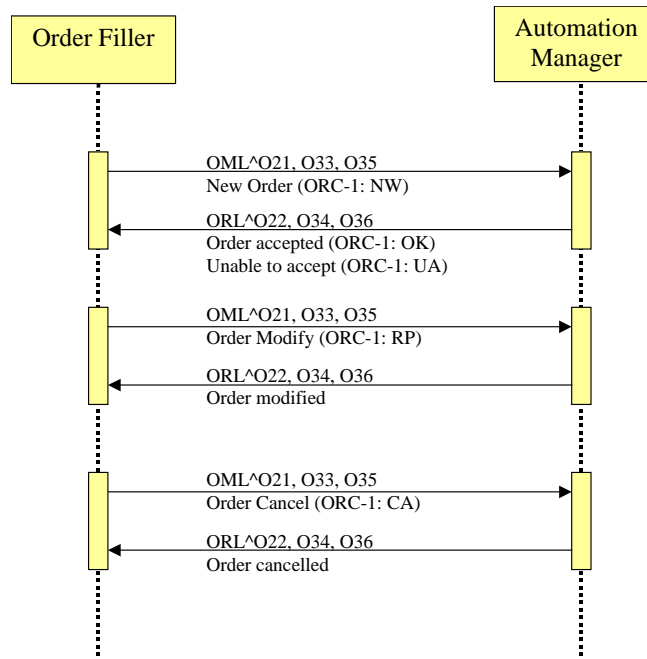 Order Filler
Automation
Manager
OML^O21, O33, O35
New Order (ORC-1: NW)
ORL^O22, O34, O36
Order accepted (ORC-1: OK)
Unable to accept (ORC-1: UA)
OML^O21, O33, O35
Order Modify (ORC-1: RP)
ORL^O22, O34, O36
Order modified
OML^O21, O33, O35
Order Cancel (ORC-1: CA)
ORL^O22, O34, O36
Order cancelled